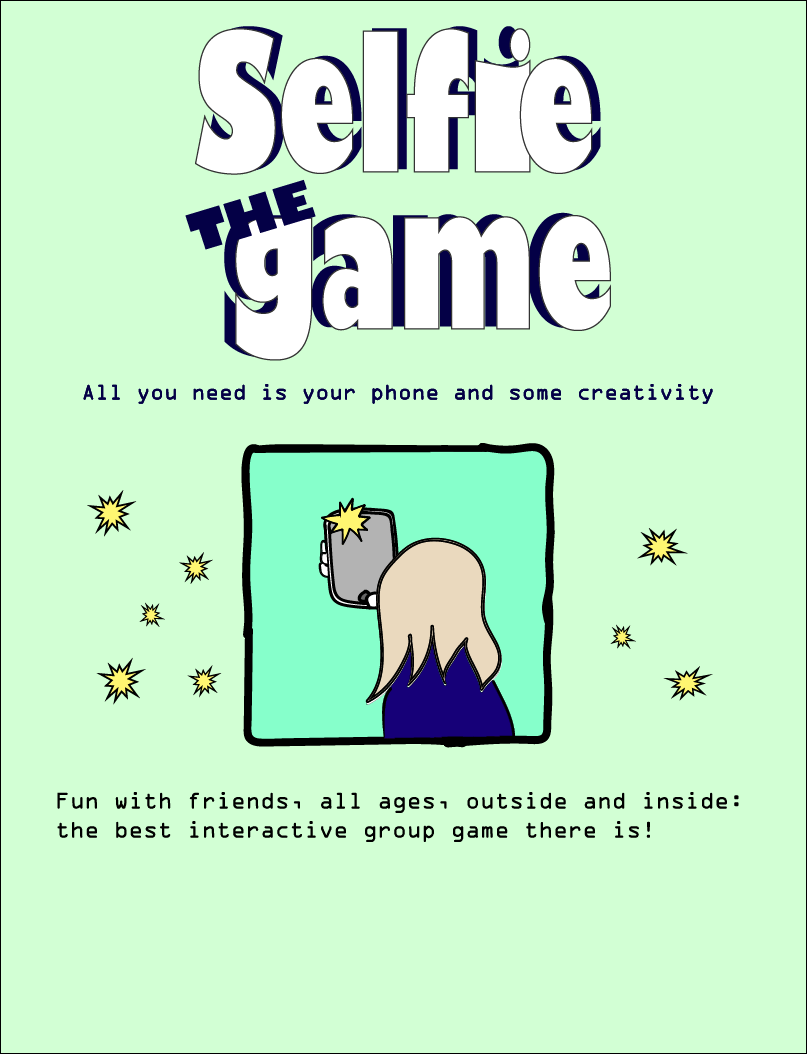 Selfie
THE
game
All you need is your phone and some creativity
Fun with friends, all ages, outside and inside:
the best interactive group game there is!